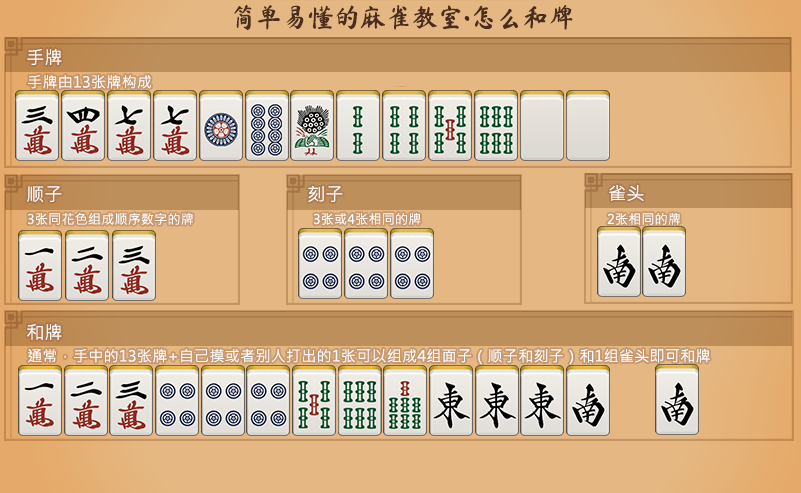 简单易懂的麻雀教室·怎么和牌
手牌
手牌由13张牌构成
三萬 四萬 七萬 七萬
顺子
3张同花色组成顺序数字的牌
一萬 二萬 三萬
刻子
3张或4张相同的牌
雀头
2张相同的牌
南 南
和牌
通常·手中的13张牌+自己摸或者别人打出的1张可以组成4组面子(顺子和刻子)和1组雀头即可和牌
一萬 二萬 三萬 東 東 東 南 南